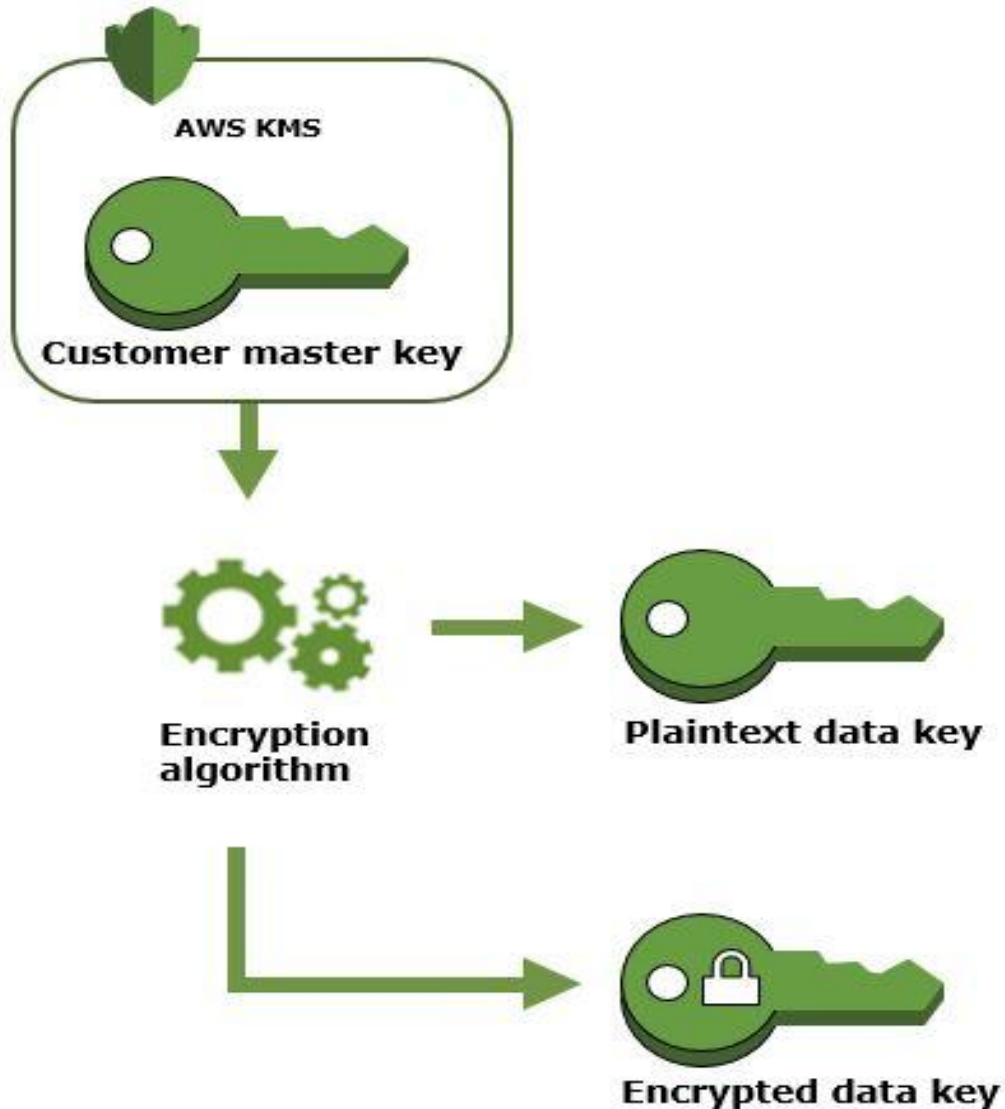 AWS KMS
Customer master key
Encryption
algorithm
Plaintext data key
Encrypted data key